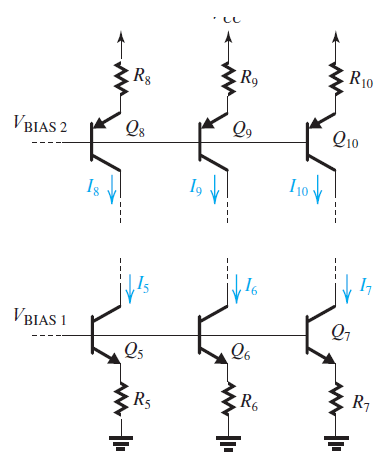 R8 R9 R10
VBIAS 2 Q8 Q9 Q10
I8 I9 I10
I5 I6 I7
VBIAS 1 Q5 Q6 Q7
R5 R6 R7